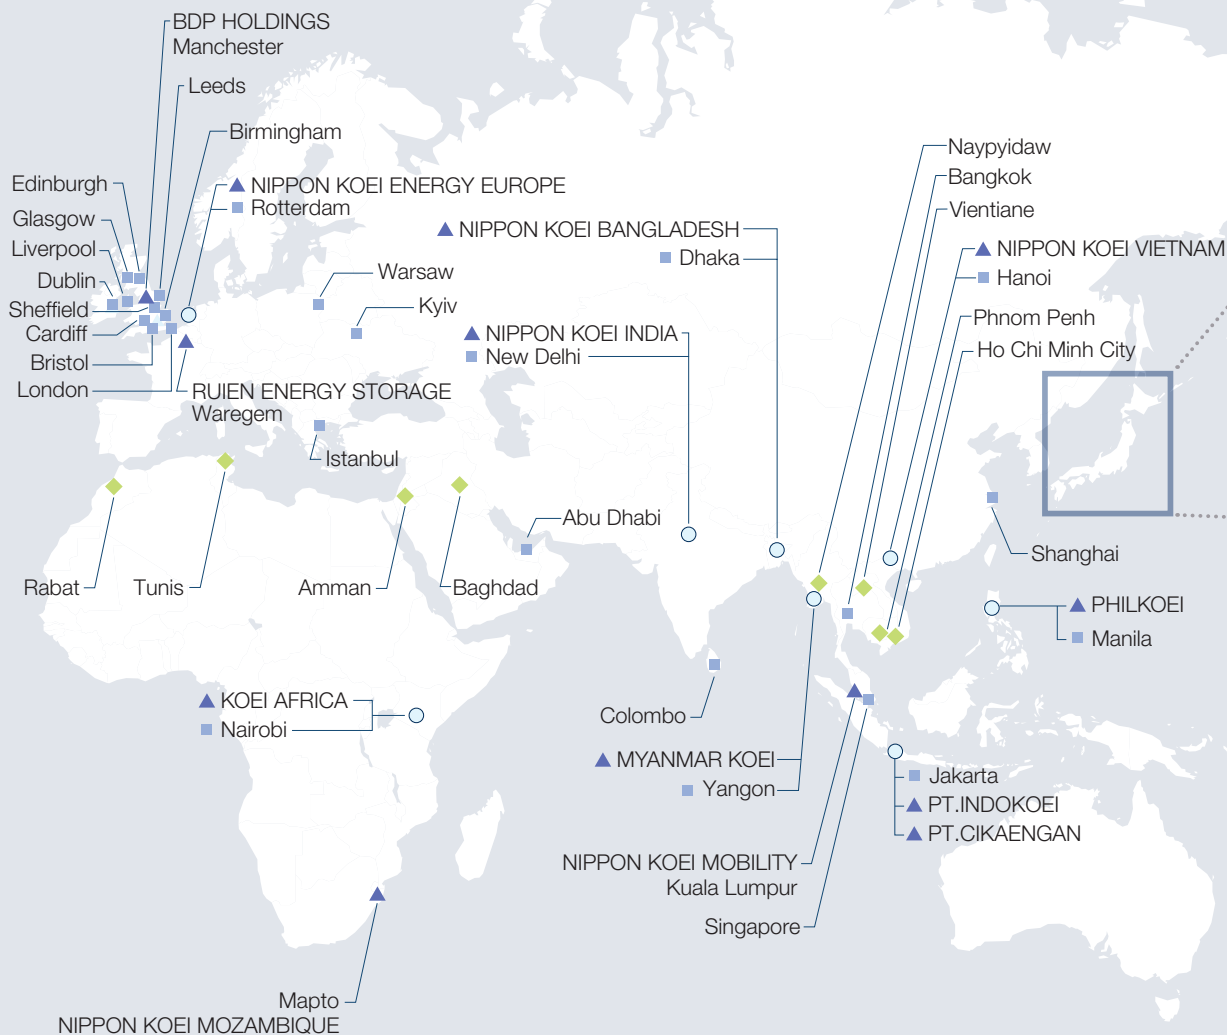 BDP HOLDINGS
Manchester
Leeds
Birmingham
Edinburgh
Glasgow
Liverpool
Dublin
Sheffield
Cardiff
Bristol
London
NIPPON KOEI ENERGY EUROPE
Rotterdam
RUIEN ENERGY STORAGE
Waregem
Warsaw
Kyiv
Istanbul
NIPPON KOEI BANGLADESH
Dhaka
NIPPON KOEI INDIA
New Delhi
Naypyidaw
Bangkok
Vientiane
NIPPON KOEI VIETNAM
Hanoi
Phnom Penh
Ho Chi Minh City
Abu Dhabi
Rabat
Tunis
Amman
Baghdad
Shanghai
PHILKOEI
Manila
KOEI AFRICA
Nairobi
Colombo
MYANMAR KOEI
Yangon
Jakarta
PT.INDOKOEI
PT.CIKAENGAN
NIPPON KOEI MOBILITY
Kuala Lumpur
Singapore
Mapto
NIPPON KOEI MOZAMBIQUE